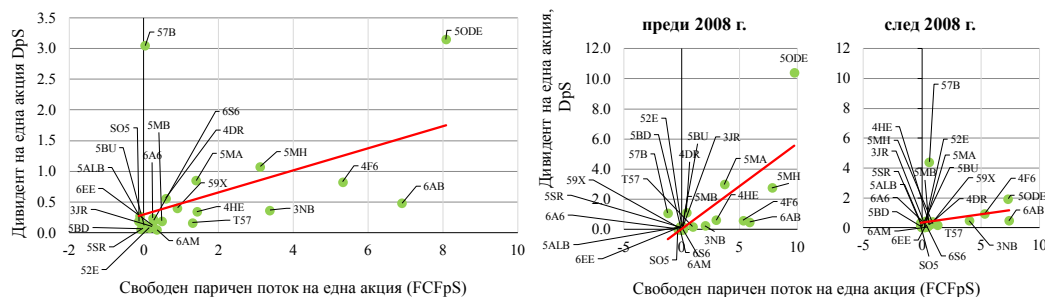 Дивидент на една акция DpS
3.5
3.0
2.5
2.0
1.5
1.0
0.5
0.0
-2
0
2
4
6
8
10
57B
5ODE
6S6
SO5
5MB
4DR
5BU
6A6
5MA
5MH
4F6
5ALB
59X
6AB
6EE
4HE
3NB
3JR
T57
5BD
6AM
5SR
52E
Свободен паричен поток на една акция (FCFpS)
преди 2008 г.
Дивидент на една акция,
DpS
12.0
10.0
8.0
6.0
4.0
2.0
0.0
-5
0
5
10
5ODE
52E
5BD
5BU
3JR
57B
4DR
5MA
59X
T57
5MH
5SR
5MB
4HE
6A6
4F6
6AB
5ALB
3NB
6S6
6EE
SO5
6AM
след 2008 г.
12
10
8
6
4
2
0
-5
0
5
10
57B
4HE
52E
5MH
3JR
5MA
5SR
5MB
5BU
4F6
5ALB
6A6
4DR
5ODE
5BD
6AB
6AM
T57
3NB
6EE
SO5
6S6
Свободен паричен поток на една акция (FCFpS)